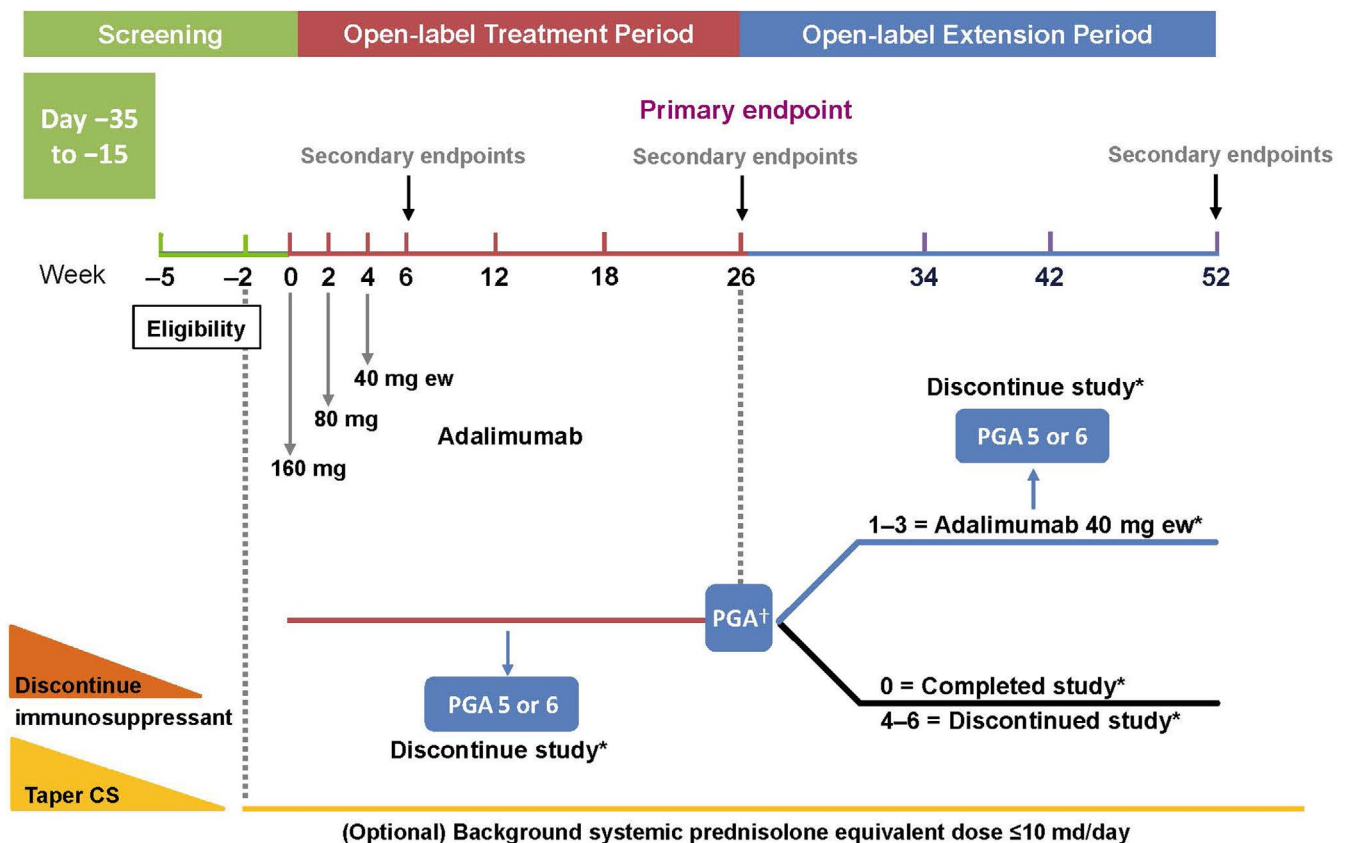 Screening
Open-label Treatment Period
Open-label Extension Period
Day −35
to −15
Primary endpoint
Secondary endpoints
Secondary endpoints
Secondary endpoints
Week
−5
−2
0
2
4
6
12
18
26
34
42
52
Eligibility
40 mg ew
80 mg
160 mg
Adalimumab
Discontinue study*
PGA 5 or 6
1–3 = Adalimumab 40 mg ew*
PGA†
0 = Completed study*
4–6 = Discontinued study*
PGA 5 or 6
Discontinue study*
Discontinue
immunosuppressant
Taper CS
(Optional) Background systemic prednisolone equivalent dose ≤10 md/day